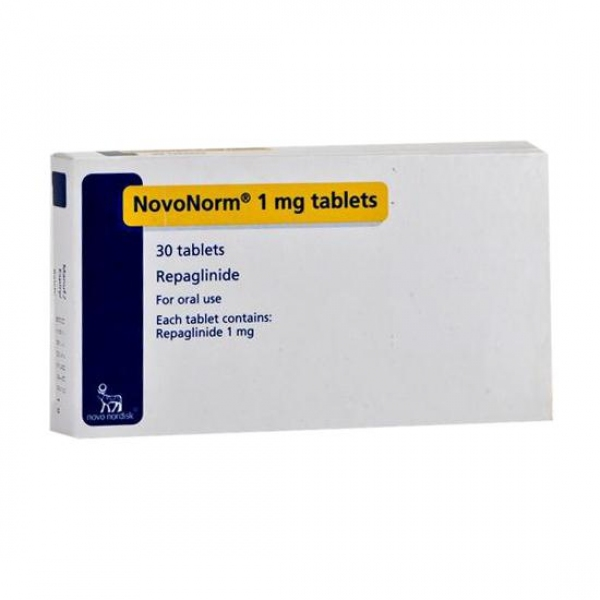 NovoNorm® 1 mg tablets
30 tablets
Repaglinide
For oral use
Each tablet contains:
Repaglinide 1 mg
novo nordisk®